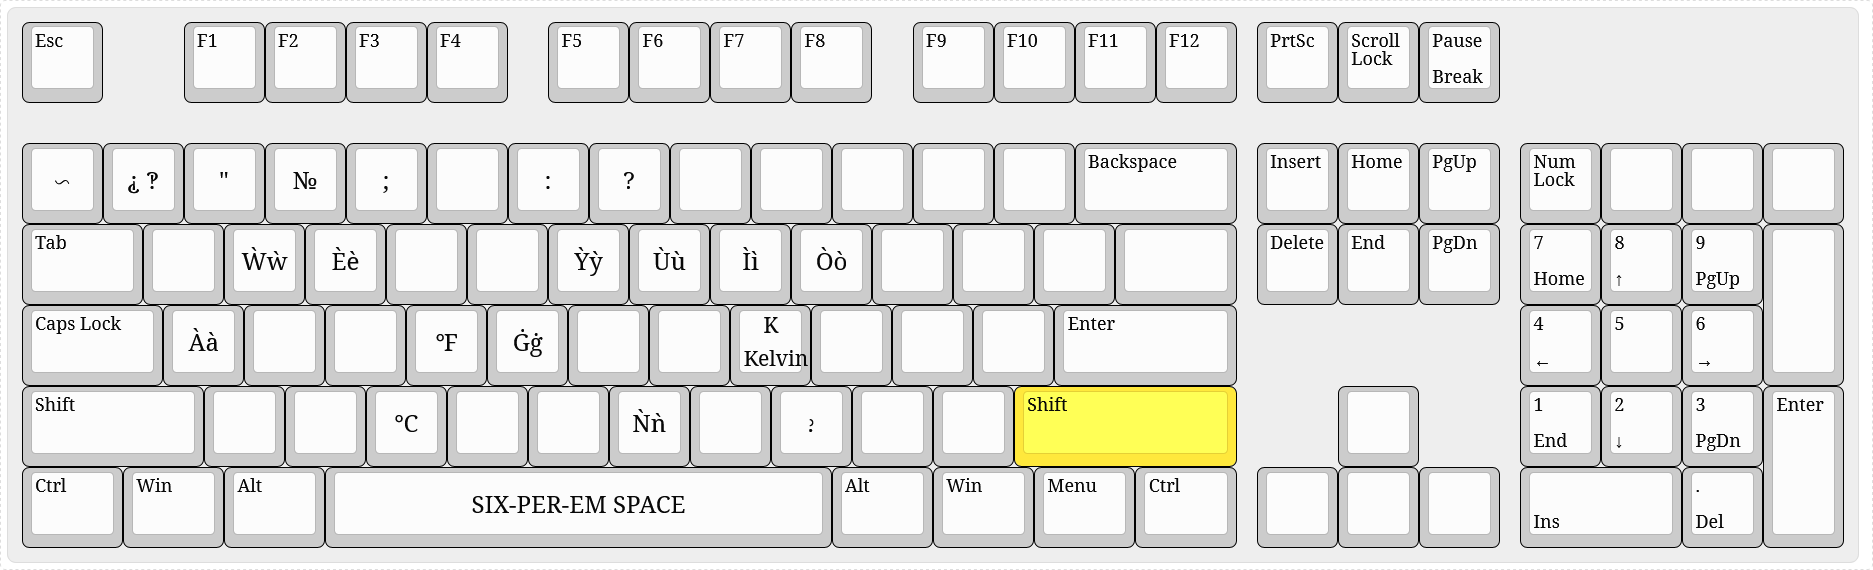 Esc F1 F2 F3 F4 F5 F6 F7 F8 F9 F10 F11 F12 PrtSc Scroll Lock Pause Break
∽ ⸘ ‽ " № ; : ? Backspace Insert Home PgUp Num Lock
Tab Ẁẁ Èè Ỳỳ Ùù Ìì Òò Delete End PgDn 7 Home 8 ↑ 9 PgUp
Caps Lock Àà °F Ġġ K Kelvin Enter 4 ← 5 6 →
Shift °C Ǹǹ Shift 1 End 2 ↓ 3 PgDn Enter
Ctrl Win Alt SIX-PER-EM SPACE Alt Win Menu Ctrl Ins . Del